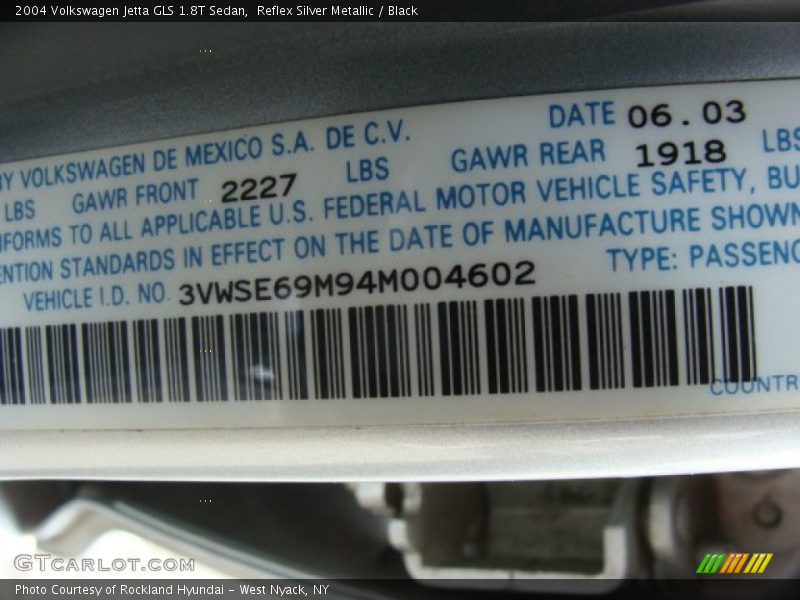 2004 Volkswagen Jetta GLS 1.8T Sedan,  Reflex Silver Metallic / Black
DATE 06.03
BY VOLKSWAGEN DE MEXICO S.A. DE C.V.
LBS GAWR FRONT 2227 LBS GAWR REAR 1918 LBS
NFORMS TO ALL APPLICABLE U.S. FEDERAL MOTOR VEHICLE SAFETY, BU
ENTION STANDARDS IN EFFECT ON THE DATE OF MANUFACTURE SHOWN
VEHICLE I.D. NO. 3VWSE69M94M004602 TYPE: PASSENG
COUNTR
GTCARLOT.COM
Photo Courtesy of Rockland Hyundai - West Nyack, NY